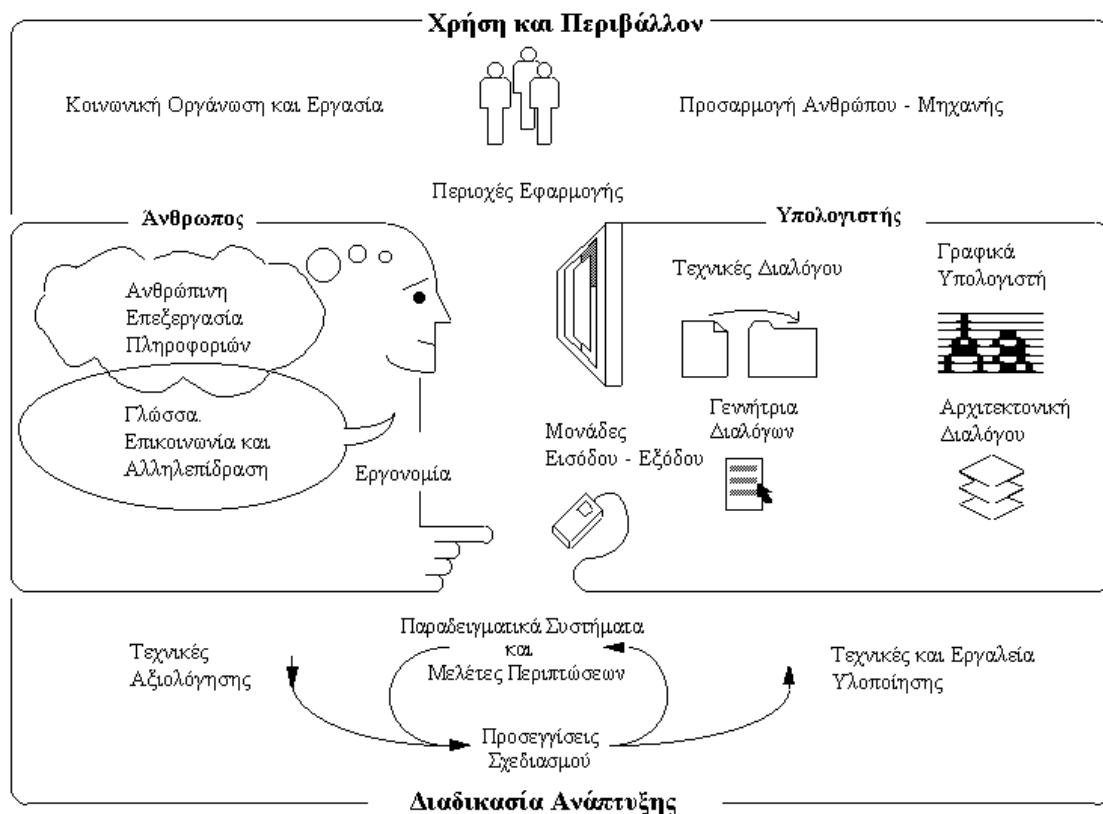 Χρήση και Περιβάλλον
Κοινωνική Οργάνωση και Εργασία
Προσαρμογή Ανθρώπου - Μηχανής
Περιοχές Εφαρμογής
Άνθρωπος
Ανθρώπινη
Επεξεργασία
Πληροφοριών
Γλώσσα.
Επικοινωνία και
Αλληλεπίδραση
Εργονομία
Υπολογιστής
Τεχνικές Διαλόγου
Γραφικά
Υπολογιστή
Γεννήτρια
Διαλόγων
Αρχιτεκτονική
Διαλόγου
Μονάδες
Εισόδου - Εξόδου
Τεχνικές
Αξιολόγησης
Παραδειγματικά Συστήματα
και
Μελέτες Περιπτώσεων
Προσεγγίσεις
Σχεδιασμού
Τεχνικές και Εργαλεία
Υλοποίησης
Διαδικασία Ανάπτυξης